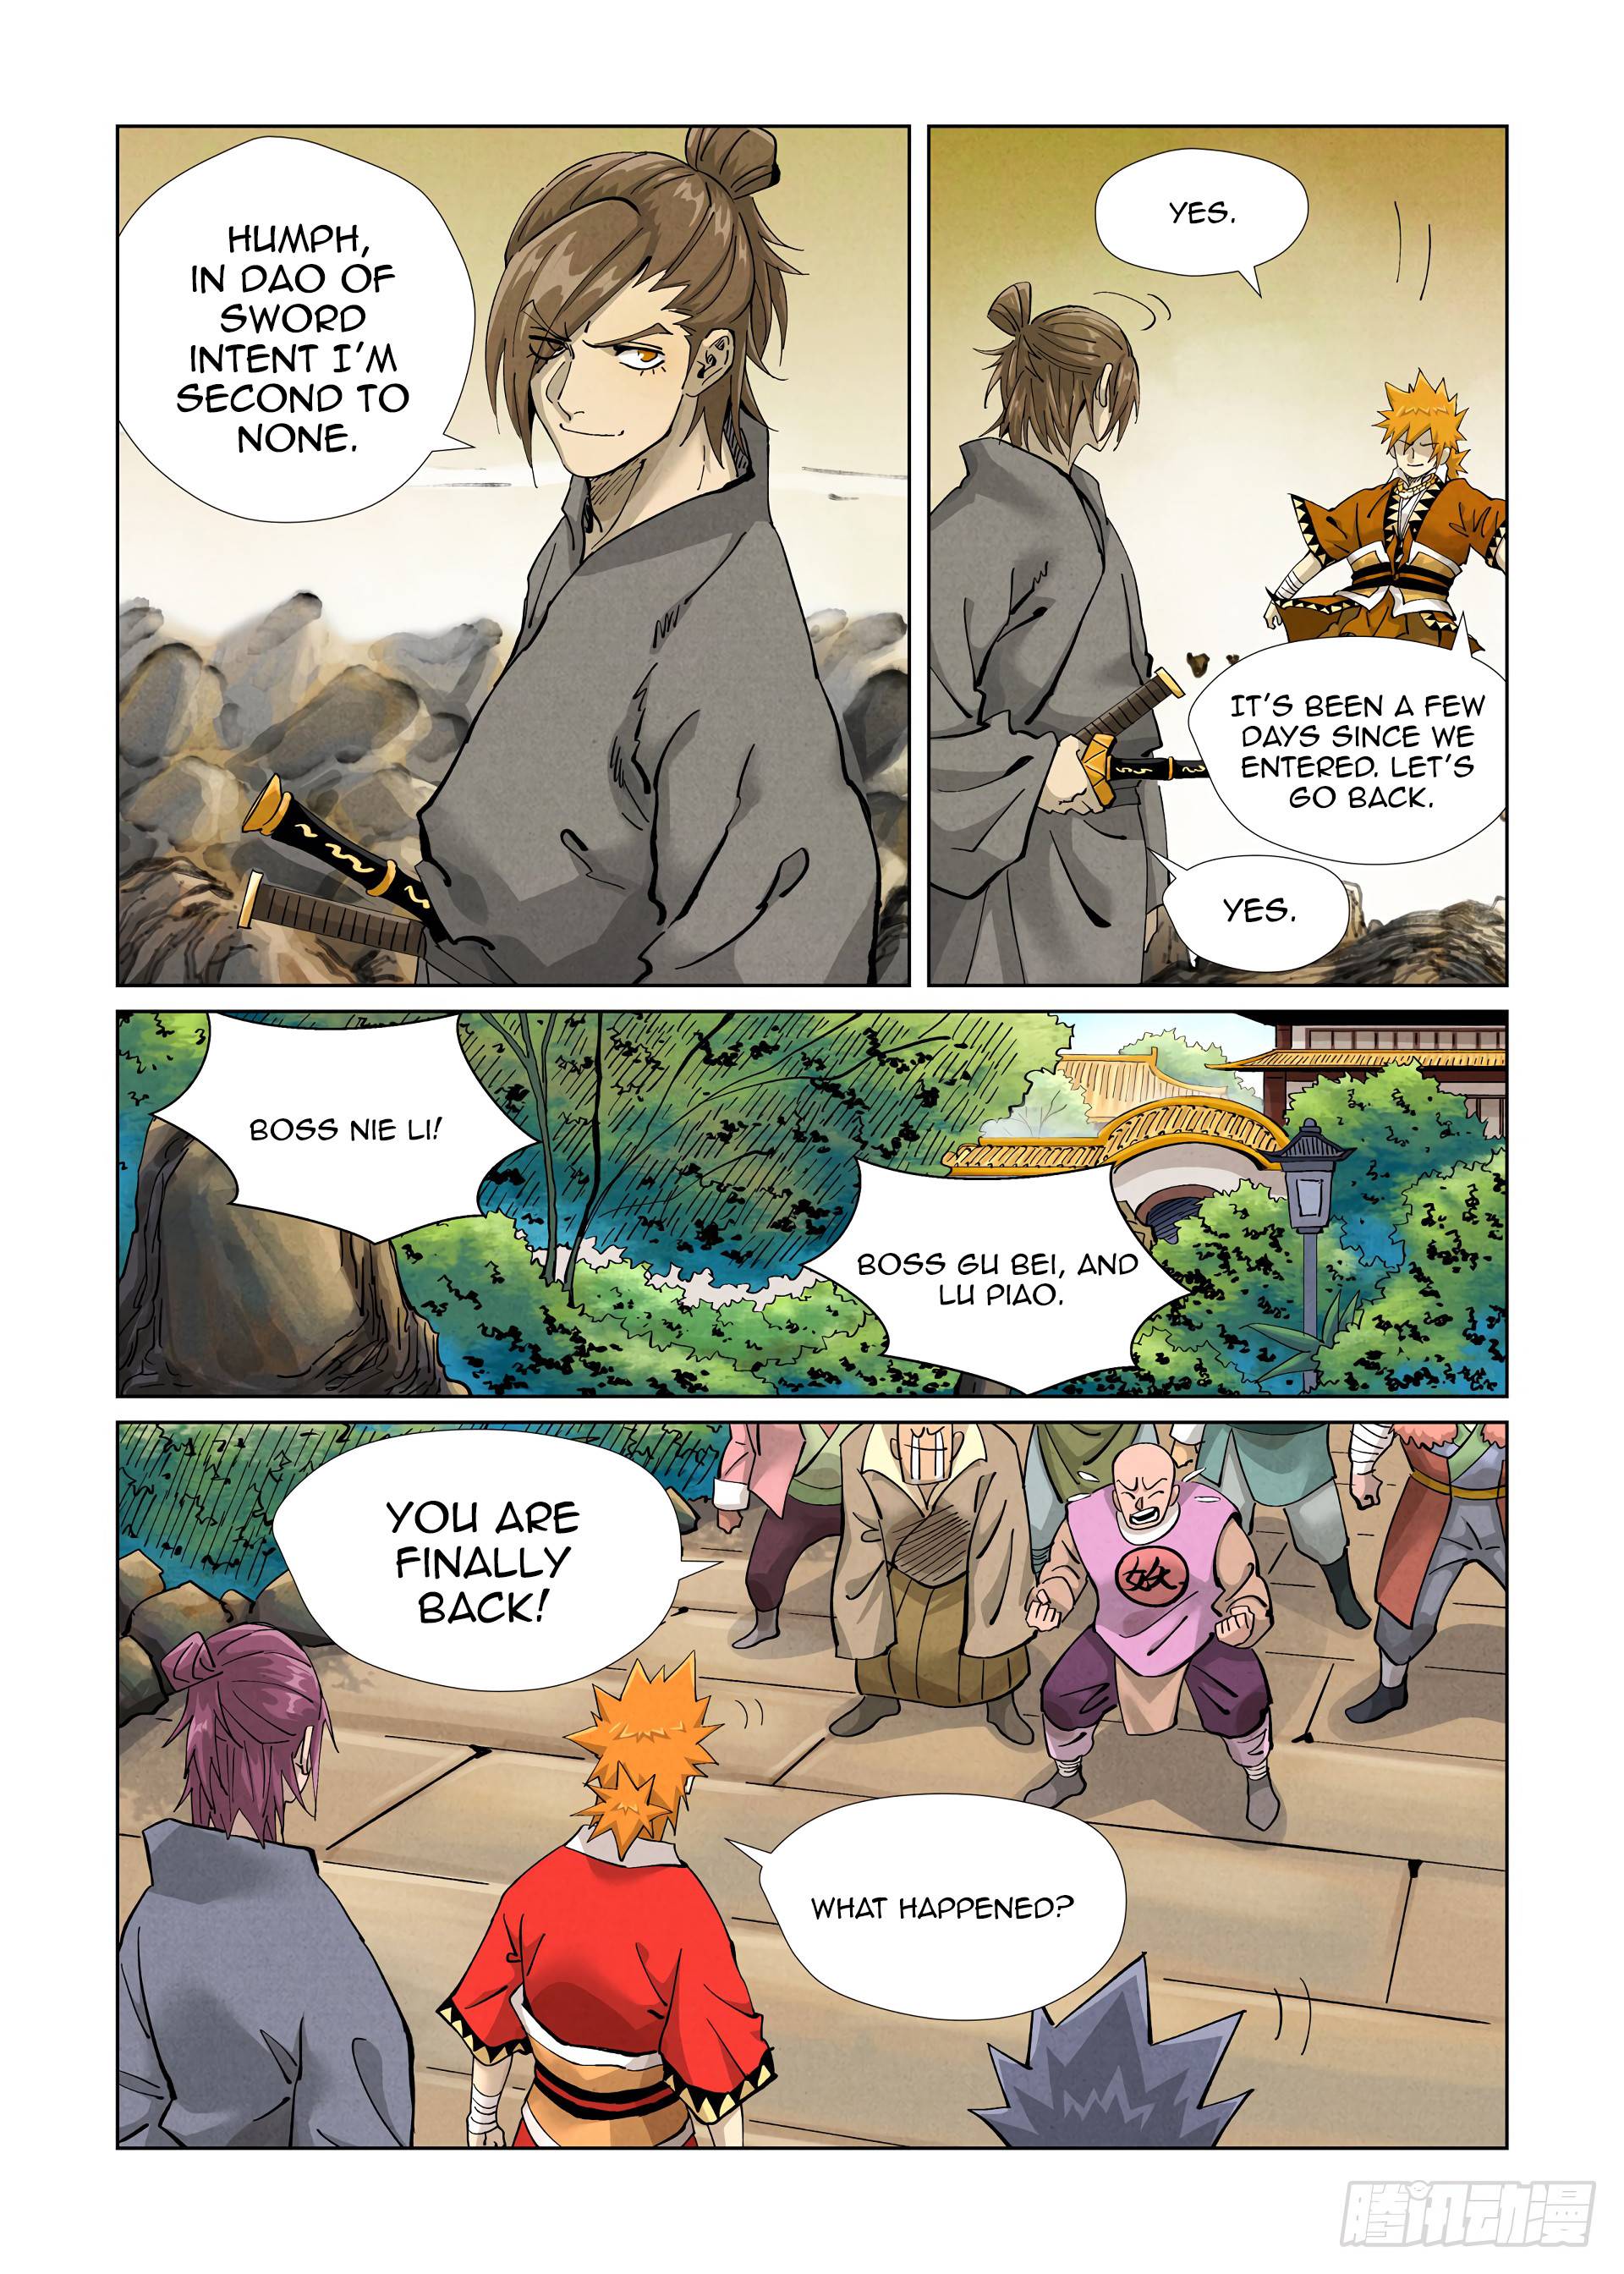 HUMPH,
IN DAO OF
SWORD
INTENT I'M
SECOND TO
NONE.
YES.
IT'S BEEN A FEW
DAYS SINCE WE
ENTERED. LET'S
GO BACK.
YES.
BOSS NIE LI!
BOSS GU BEI, AND
LU PIAO.
YOU ARE
FINALLY
BACK!
妖
WHAT HAPPENED?
腾讯动漫